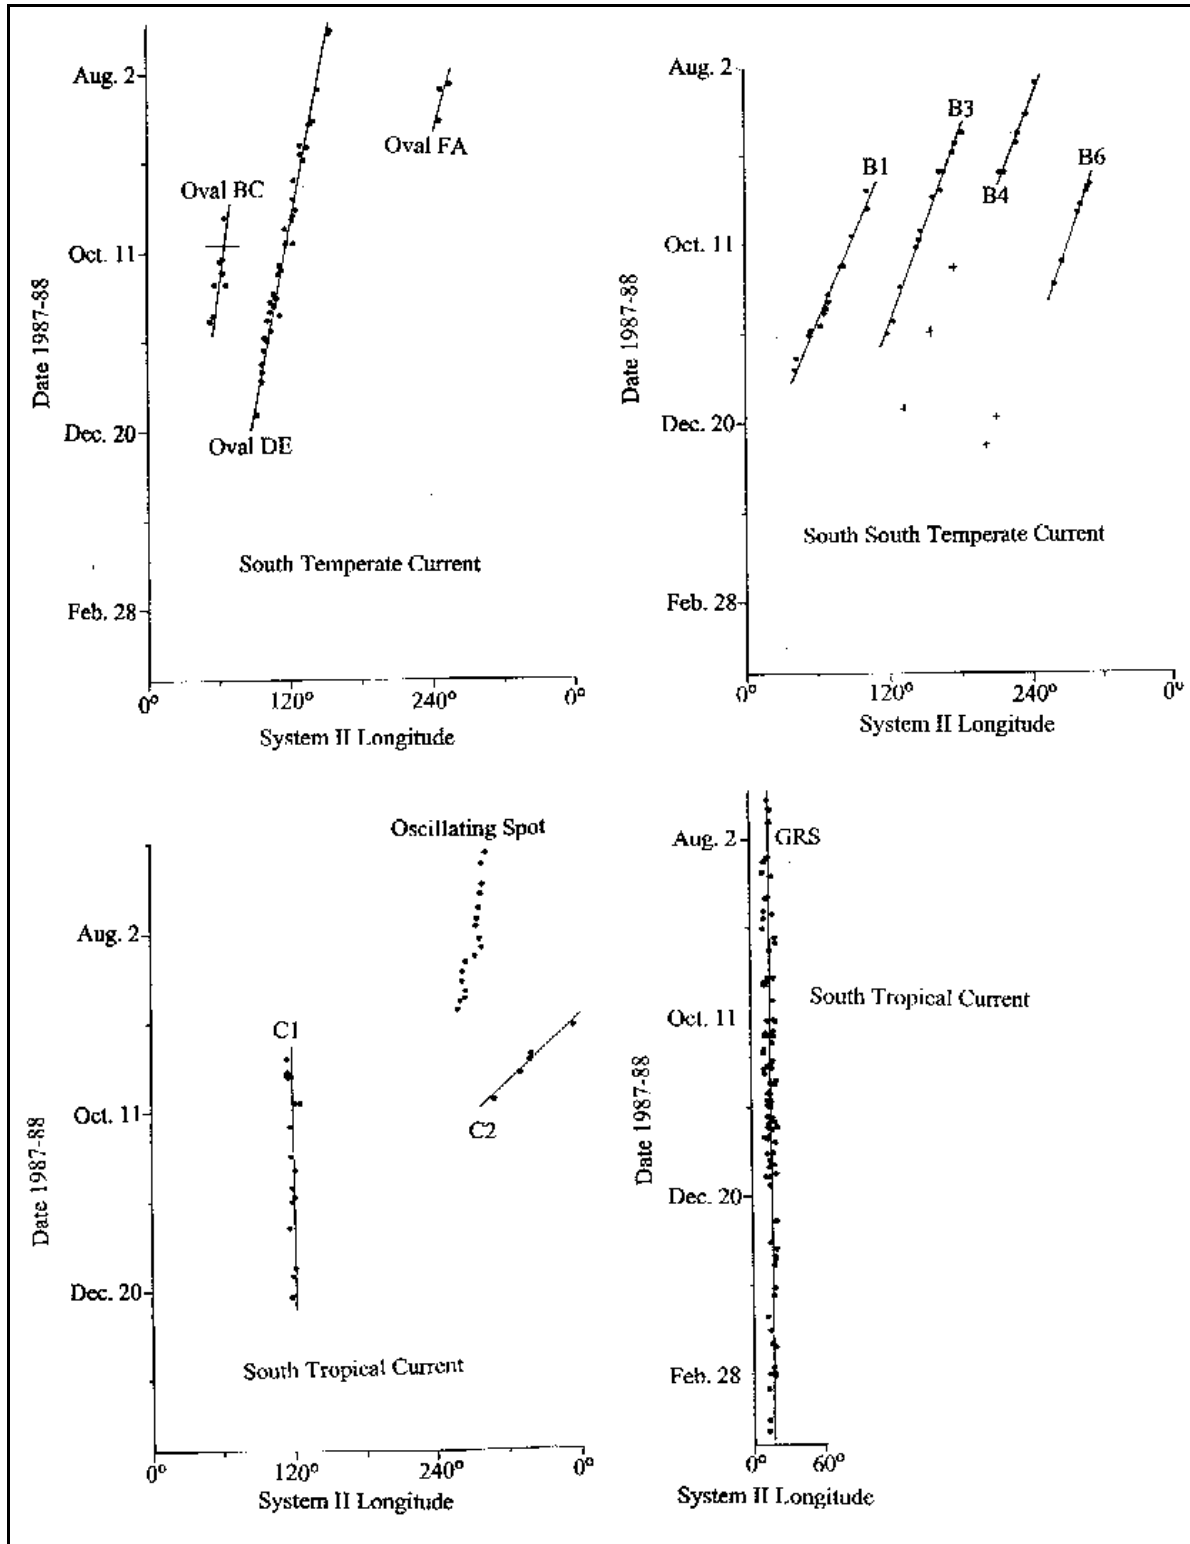 Aug. 2
Oval FA
Oval BC
Oct. 11
Date 1987-88
Dec. 20
Oval DE
South Temperate Current
Feb. 28
0° 120° 240° 0°
System II Longitude
Aug. 2
B3
B1
B6
B4
Oct. 11
Date 1987-88
Dec. 20
South South Temperate Current
Feb. 28
0° 120° 240° 0°
System II Longitude
Oscillating Spot
Aug. 2
C1
Oct. 11
C2
Date 1987-88
Dec. 20
South Tropical Current
0° 120° 240° 0°
System II Longitude
Aug. 2
GRS
South Tropical Current
Oct. 11
Date 1987-88
Dec. 20
Feb. 28
0° 60°
System II Longitude